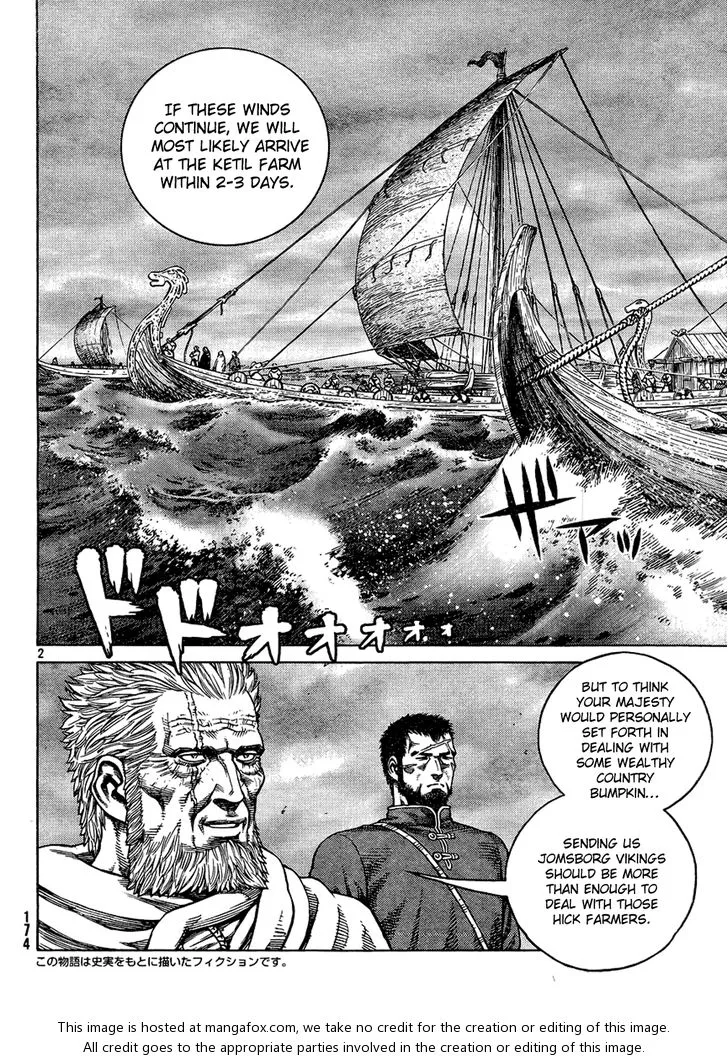 IF THESE WINDS
CONTINUE, WE WILL
MOST LIKELY ARRIVE
AT THE KETIL FARM
WITHIN 2-3 DAYS.
ザァッ
ドドォォォォォォ
2
BUT TO THINK
YOUR MAJESTY
WOULD PERSONALLY
SET FORTH IN
DEALING WITH
SOME WEALTHY
COUNTRY
BUMPKIN...
SENDING US
JOMSBORG VIKINGS
SHOULD BE
MORE THAN
ENOUGH TO
DEAL WITH THOSE
HICK FARMERS.
174
この物語は史実をもとに描いたフィクションです。
This image is hosted at mangafox.com, we take no credit for the creation or editing of this image.
All credit goes to the appropriate parties involved in the creation or editing of this image.